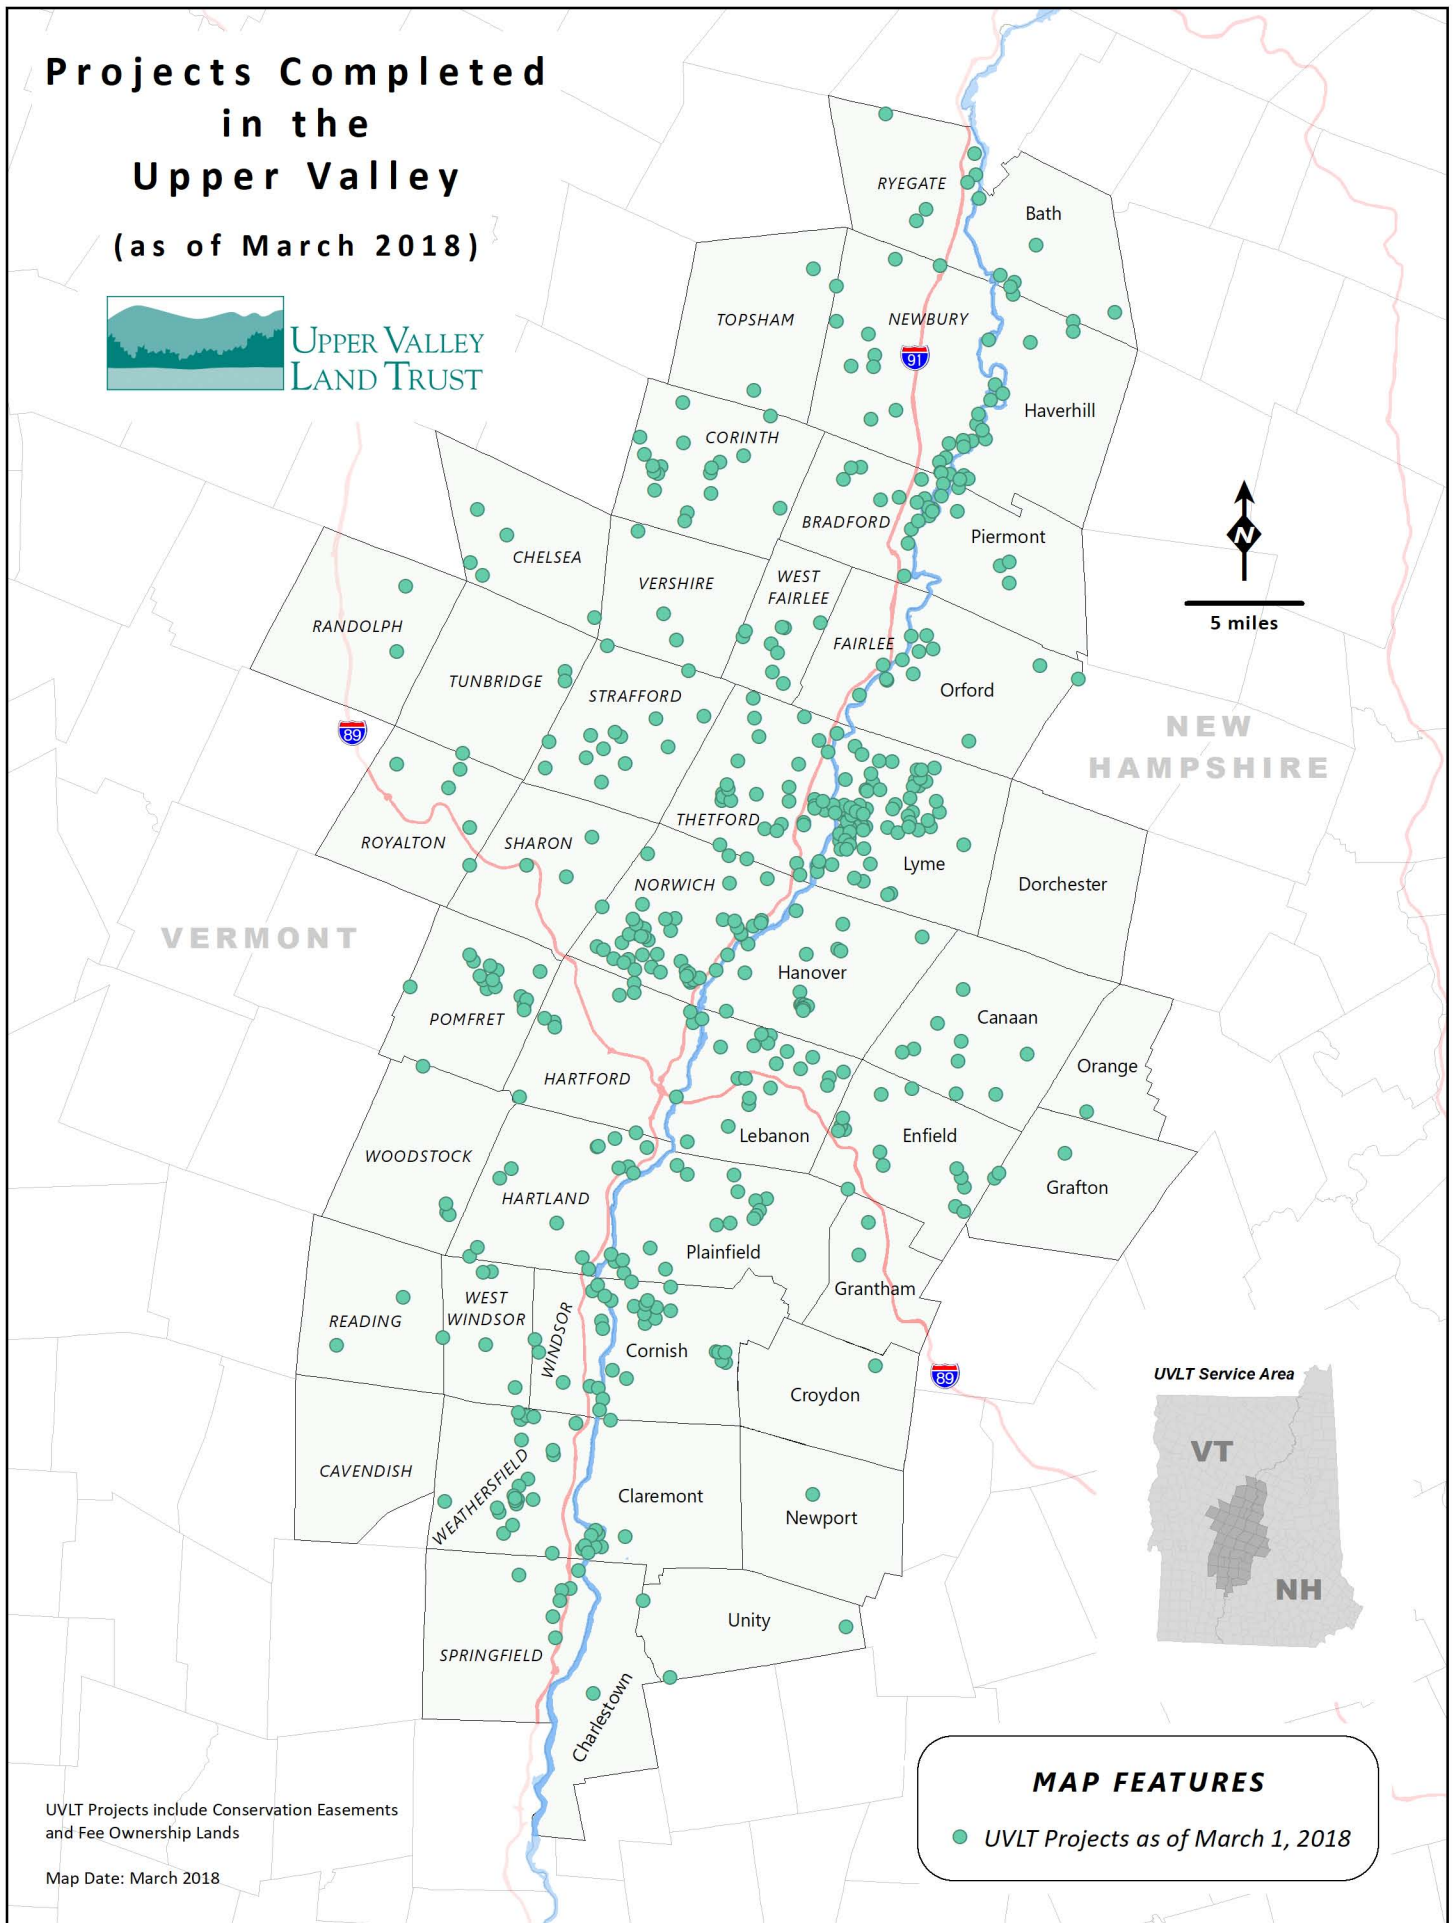 Projects Completed
in the
Upper Valley
(as of March 2018)
UPPER VALLEY
LAND TRUST
RYEGATE
Bath
TOPSHAM
NEWBURY
91
Haverhill
CORINTH
BRADFORD
Piermont
N
5 miles
CHELSEA
VERSHIRE
WEST
FAIRLEE
RANDOLPH
FAIRLEE
TUNBRIDGE
STRAFFORD
Orford
89
NEW
HAMPSHIRE
THETFORD
ROYALTON
SHARON
Lyme
NORWICH
Dorchester
VERMONT
Hanover
POMFRET
Canaan
Orange
HARTFORD
Lebanon
Enfield
WOODSTOCK
Grafton
HARTLAND
Plainfield
Grantham
READING
WEST
WINDSOR
WINDSOR
Cornish
Croydon
89
UVLT Service Area
VT
NH
CAVENDISH
WEATHERSFIELD
Claremont
Newport
Unity
SPRINGFIELD
Charlestown
MAP FEATURES
UVLT Projects as of March 1, 2018
UVLT Projects include Conservation Easements
and Fee Ownership Lands
Map Date: March 2018